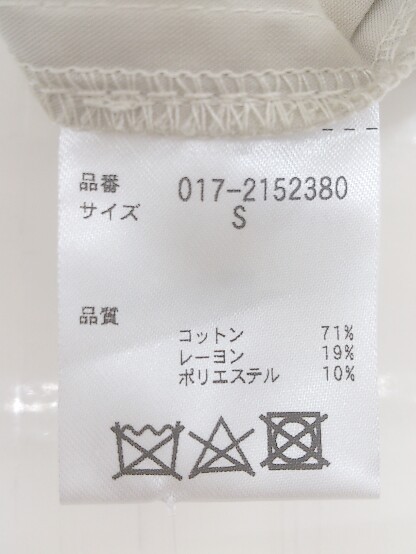 品番 017-2152380
サイズ S
品質
コットン 71%
レーヨン 19%
ポリエステル 10%